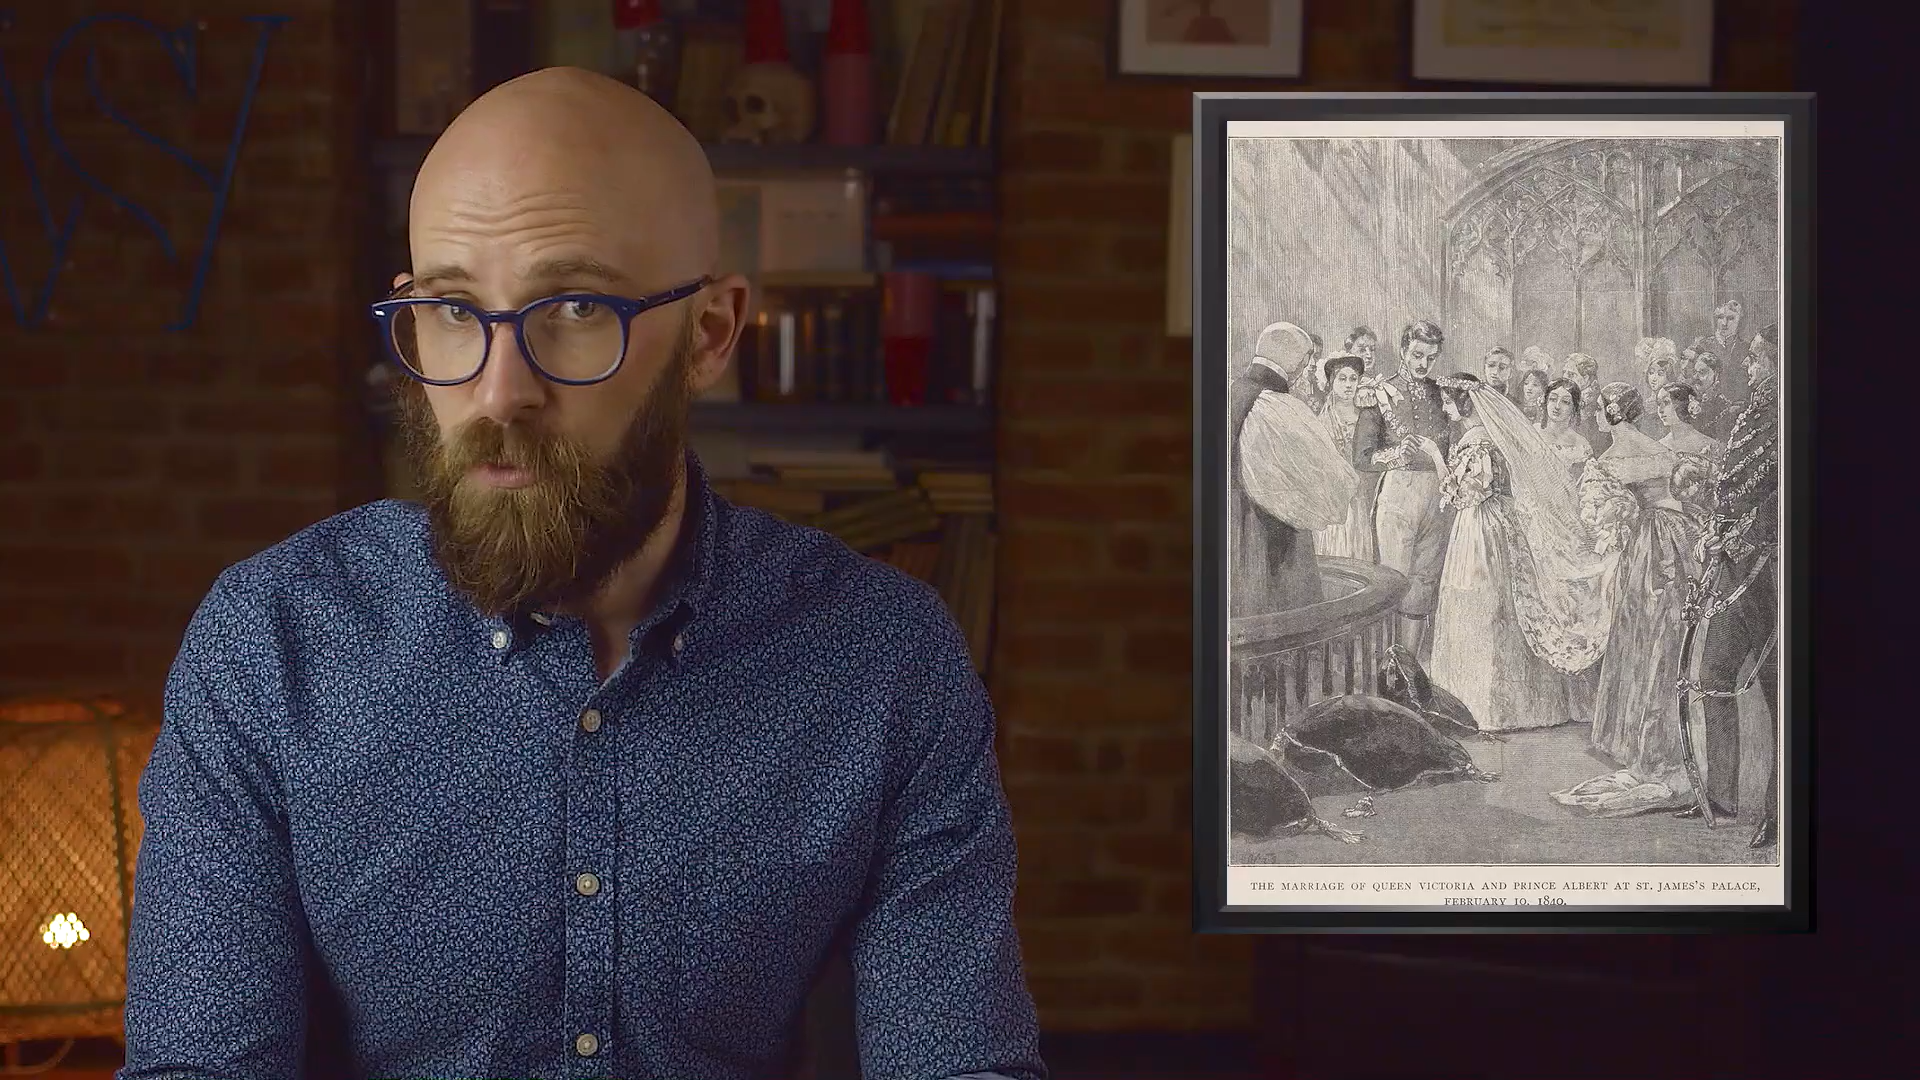 THE MARRIAGE OF QUEEN VICTORIA AND PRINCE ALBERT AT ST. JAMES'S PALACE,
FEBRUARY 10, 1840.